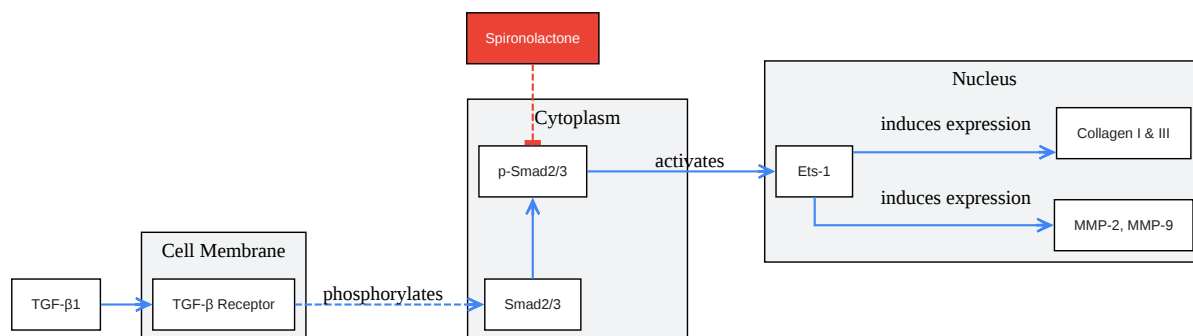 Spironolactone
Nucleus
Cytoplasm
induces expression
Collagen I & III
p-Smad2/3
activates
Ets-1
induces expression
MMP-2, MMP-9
Cell Membrane
TGF-β1
TGF-β Receptor
phosphorylates
Smad2/3